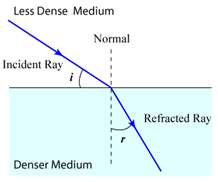 Less Dense Medium
Normal
Incident Ray
i
Refracted Ray
r
Denser Medium